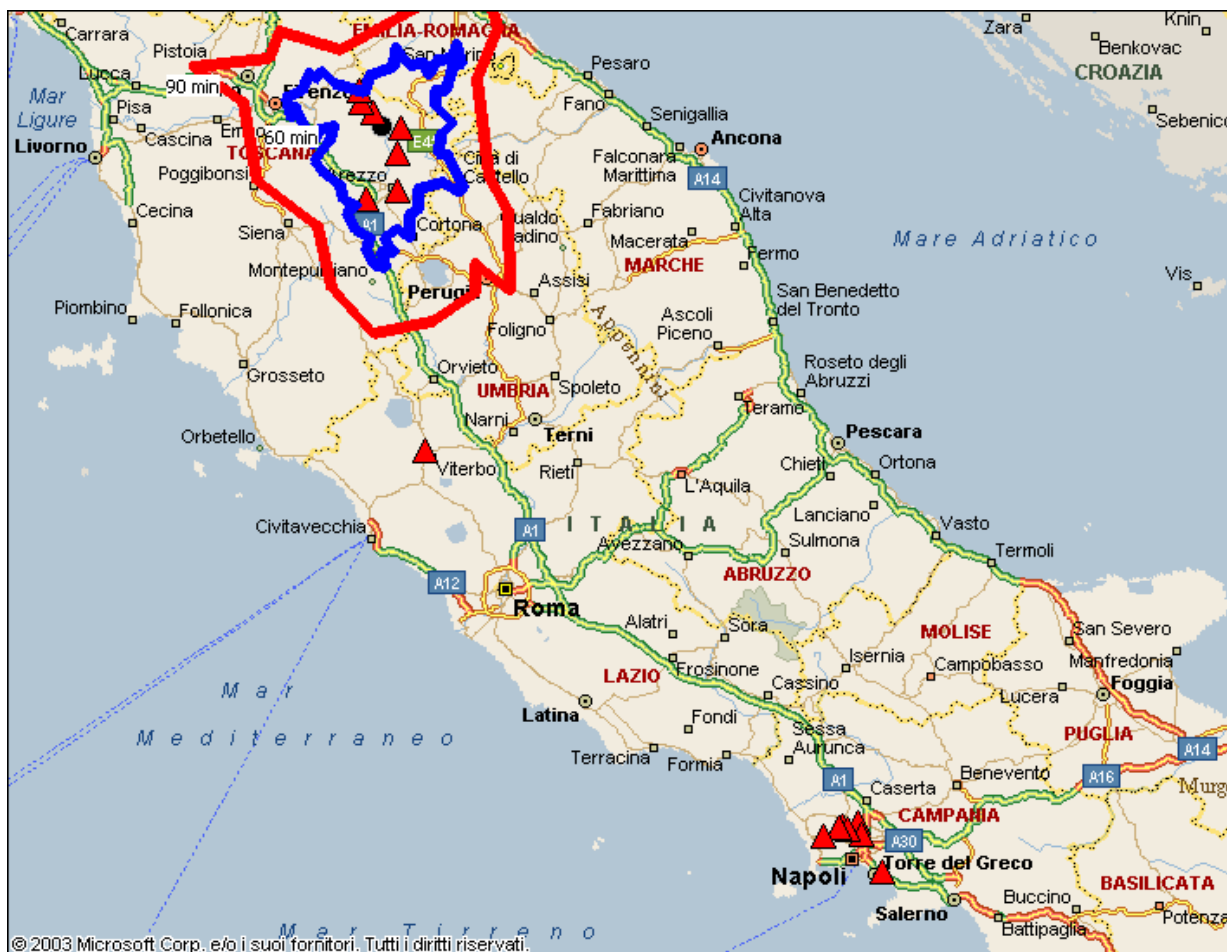 Carrara
Pistoia
EMILIA-ROMAGNA
San Marino
Zara
Knin
Benkovac
CROAZIA
Sebenico
Lucca
90 min
Firenze
Pesaro
Fano
Senigallia
Mar
Ligure
Pisa
Cascina
60 min
TOSCANA
Livorno
Poggibonsi
Arezzo
Città di
Castello
Falconara
Marittima
Ancona
A14
Civitanova
Alta
Cecina
Siena
A1
Cortona
Gualdo
Tadino
Fabriano
Macerata
MARCHE
Fermo
Mare Adriatico
Vis
Montepulciano
Perugia
Assisi
San Benedetto
del Tronto
Piombino
Follonica
Foligno
Appennini
Ascoli
Piceno
Grosseto
Orvieto
UMBRIA
Spoleto
Roseto degli
Abruzzi
Teramo
Orbetello
Narni
Terni
Pescara
Viterbo
Rieti
L'Aquila
Chieti
Ortona
Civitavecchia
A1
ITALIA
Lanciano
Vasto
Avezzano
Sulmona
Termoli
A12
Roma
ABRUZZO
Alatri
Sora
MOLISE
San Severo
Manfredonia
Isernia
Campobasso
Frosinone
LAZIO
Cassino
Lucera
Foggia
Mar
Mediterraneo
Latina
Fondi
Sessa
Aurunca
PUGLIA
A14
Terracina
Formia
A1
Caserta
Benevento
A16
Murg
CAMPANIA
A30
Napoli
Torre del Greco
BASILICATA
Salerno
Buccino
Potenza
Battipaglia
Mar Tirreno
© 2003 Microsoft Corp. e/o i suoi fornitori. Tutti i diritti riservati.